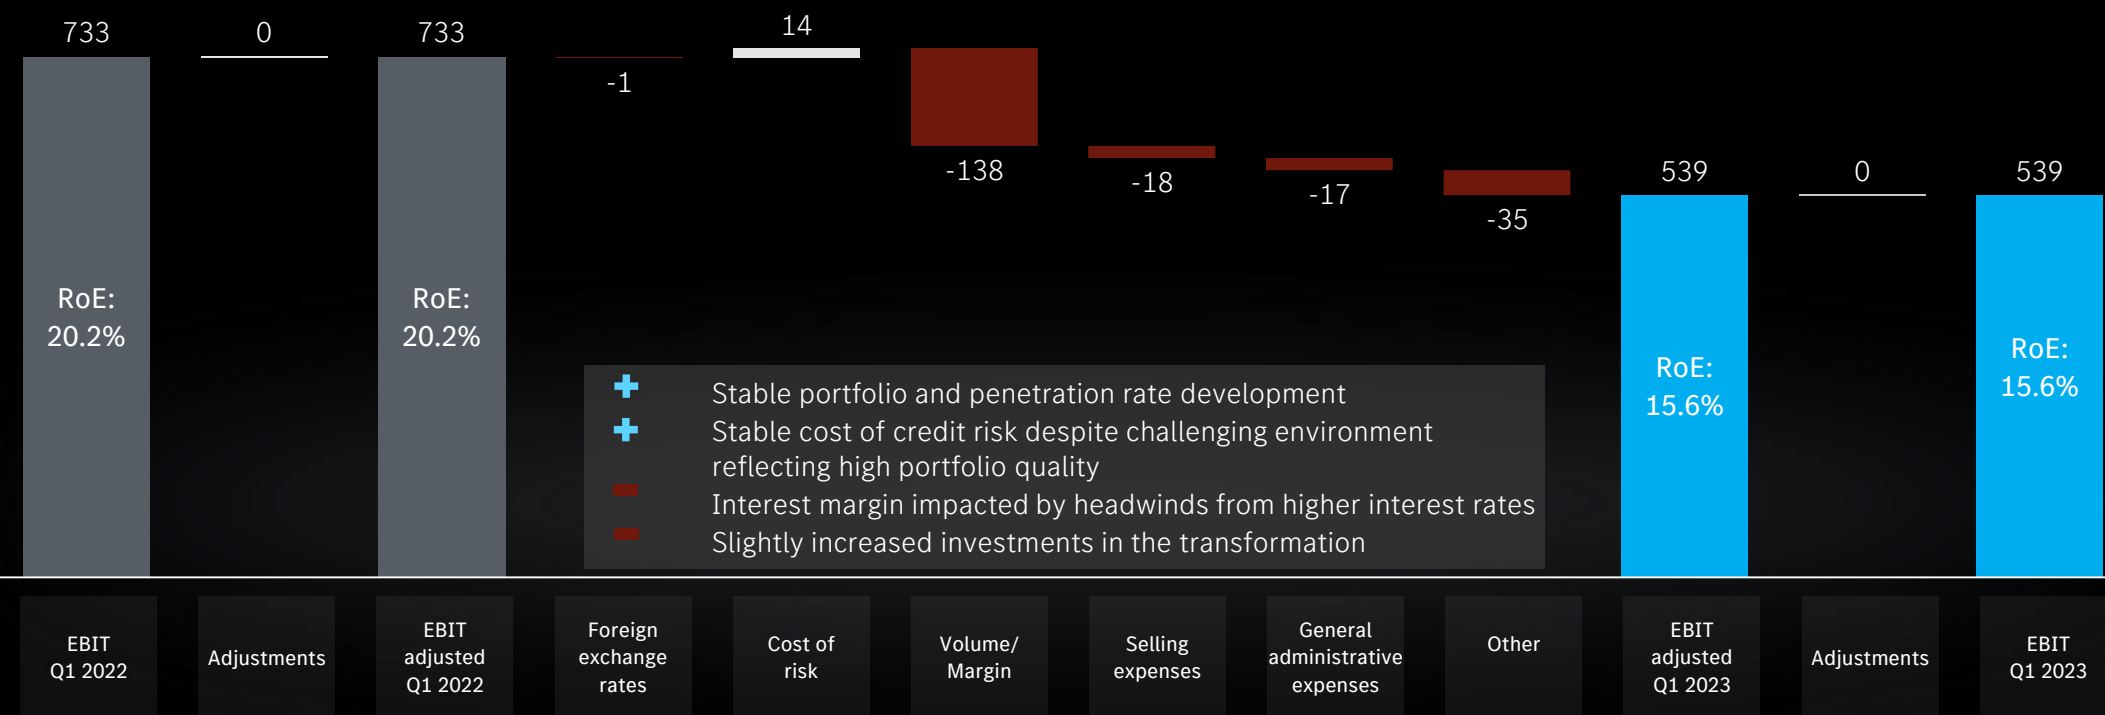 733
0
733
-1
14
-138
-18
-17
-35
539
0
539
RoE:
20.2%
RoE:
20.2%
RoE:
15.6%
RoE:
15.6%
+ Stable portfolio and penetration rate development
+ Stable cost of credit risk despite challenging environment
reflecting high portfolio quality
- Interest margin impacted by headwinds from higher interest rates
- Slightly increased investments in the transformation
EBIT
Q1 2022
Adjustments
EBIT
adjusted
Q1 2022
Foreign
exchange
rates
Cost of
risk
Volume/
Margin
Selling
expenses
General
administrative
expenses
Other
EBIT
adjusted
Q1 2023
Adjustments
EBIT
Q1 2023